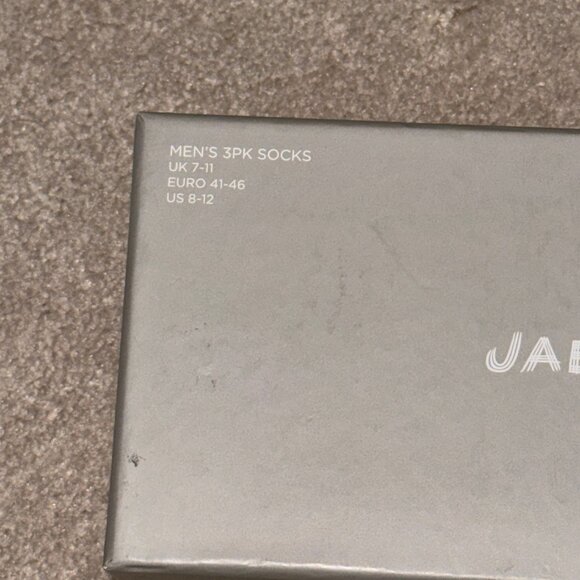 MEN'S 3PK SOCKS
UK 7-11
EURO 41-46
US 8-12